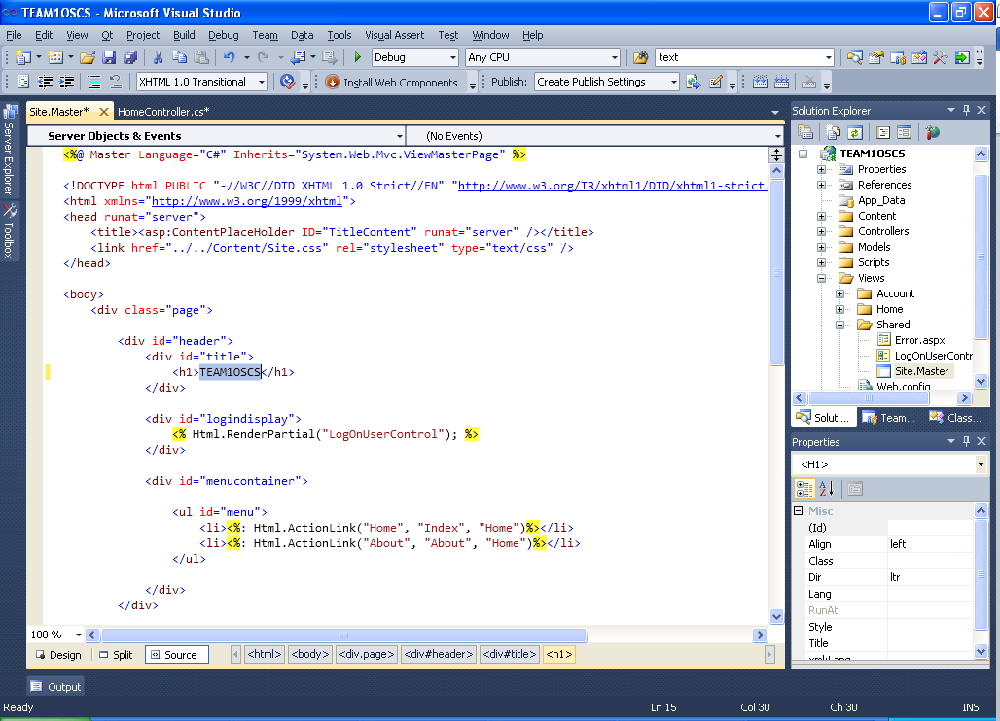 TEAM1OSCS - Microsoft Visual Studio
File Edit View Qt Project Build Debug Team Data Tools Visual Assert Test Window Help
Debug Any CPU text
XHTML 1.0 Transitional Install Web Components Publish: Create Publish Settings
Server Explorer
Toolbox
Site.Master* HomeController.cs*
Server Objects & Events (No Events)
<%@ Master Language="C#" Inherits="System.Web.Mvc.ViewMasterPage" %>
<!DOCTYPE html PUBLIC "-//W3C//DTD XHTML 1.0 Strict//EN" "http://www.w3.org/TR/xhtml1/DTD/xhtml1-strict.
<html xmlns="http://www.w3.org/1999/xhtml">
<head runat="server">
<title><asp:ContentPlaceHolder ID="TitleContent" runat="server" /></title>
<link href="../../Content/Site.css" rel="stylesheet" type="text/css" />
</head>
<body>
<div class="page">
<div id="header">
<div id="title">
<h1>TEAM1OSCS</h1>
</div>
<div id="logindisplay">
<% Html.RenderPartial("LogOnUserControl"); %>
</div>
<div id="menucontainer">
<ul id="menu">
<li><%: Html.ActionLink("Home", "Index", "Home")%></li>
<li><%: Html.ActionLink("About", "About", "Home")%></li>
</ul>
</div>
</div>
100 %
Design Split Source <html> <body> <div.page> <div#header> <div#title> <h1>
Solution Explorer
TEAM1OSCS
Properties
References
App_Data
Content
Controllers
Models
Scripts
Views
Account
Home
Shared
Error.aspx
LogOnUserContr
Site.Master
Web.config
Soluti... Team... Class...
Properties
<H1>
Misc
(Id)
Align left
Class
Dir ltr
Lang
RunAt
Style
Title
xml:Lang
Output
Ready Ln 15 Col 30 Ch 30 INS